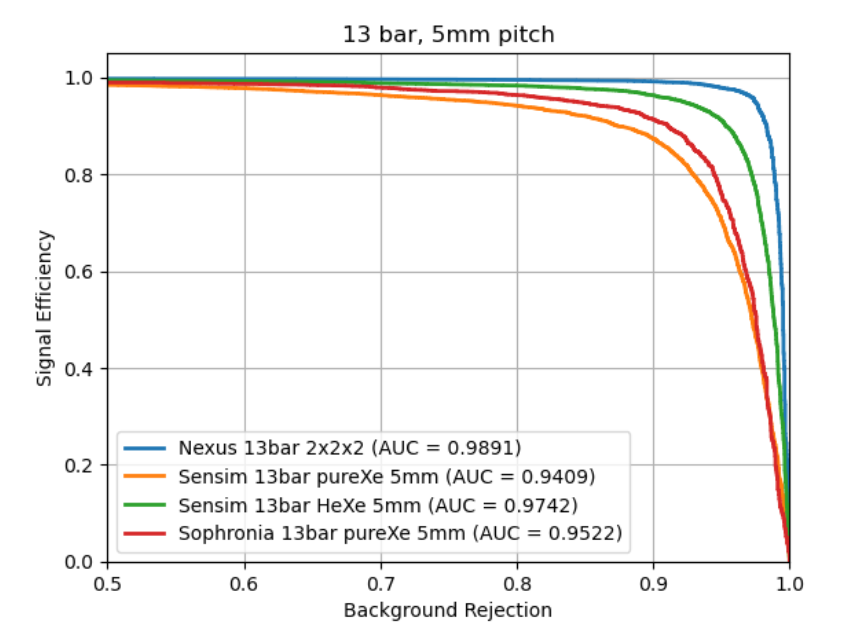 13 bar, 5mm pitch
1.0
0.8
0.6
0.4
0.2
0.0
Signal Efficiency
Nexus 13bar 2x2x2 (AUC = 0.9891)
Sensim 13bar pureXe 5mm (AUC = 0.9409)
Sensim 13bar HeXe 5mm (AUC = 0.9742)
Sophronia 13bar pureXe 5mm (AUC = 0.9522)
0.5 0.6 0.7 0.8 0.9 1.0
Background Rejection